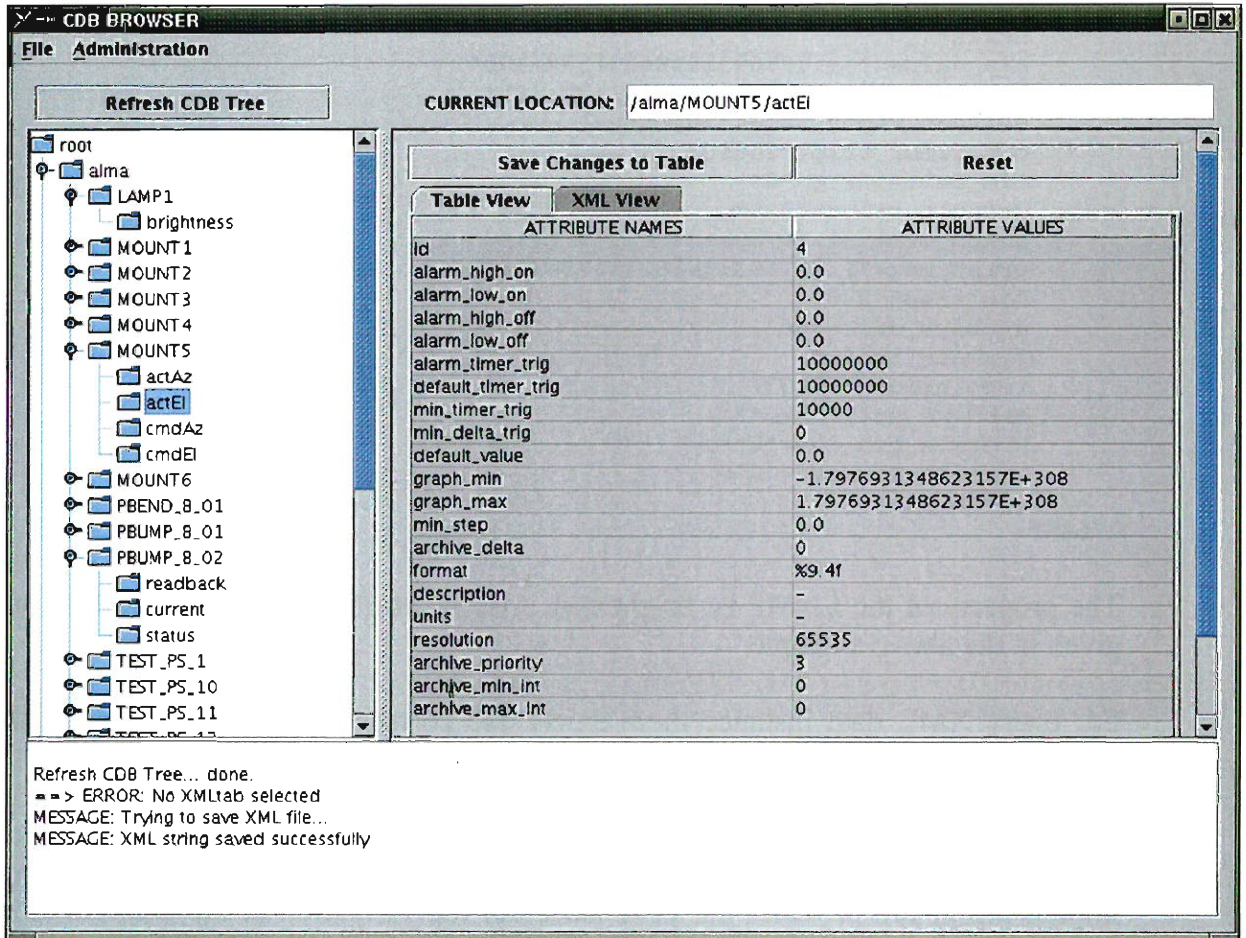 CDB BROWSER
File Administration
Refresh CDB Tree
CURRENT LOCATION: /alma/MOUNT5/actEl
root
alma
LAMP1
brightness
MOUNT1
MOUNT2
MOUNT3
MOUNT4
MOUNT5
actAz
actEl
cmdAz
cmdEl
MOUNT6
PBEND_8_01
PBUMP_8_01
PBUMP_8_02
readback
current
status
TEST_PS_1
TEST_PS_10
TEST_PS_11
TEST_PS_12
Save Changes to Table Reset
Table View XML View
ATTRIBUTE NAMES ATTRIBUTE VALUES
id 4
alarm_high_on 0.0
alarm_low_on 0.0
alarm_high_off 0.0
alarm_low_off 0.0
alarm_timer_trig 10000000
default_timer_trig 10000000
min_timer_trig 10000
min_delta_trig 0
default_value 0.0
graph_min -1.7976931348623157E+308
graph_max 1.7976931348623157E+308
min_step 0.0
archive_delta 0
format %9.4f
description -
units -
resolution 65535
archive_priority 3
archive_min_int 0
archive_max_int 0
Refresh CDB Tree... done.
==> ERROR: No XMLtab selected
MESSAGE: Trying to save XML file...
MESSAGE: XML string saved successfully